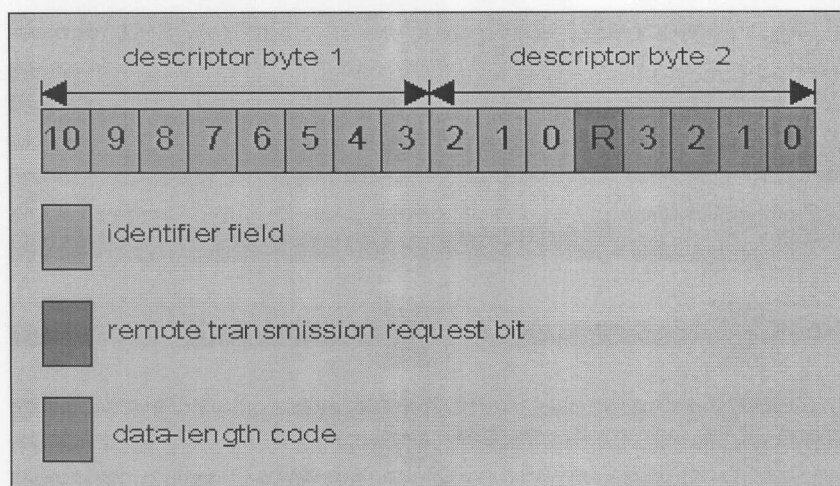 descriptor byte 1 descriptor byte 2
10 9 8 7 6 5 4 3 2 1 0 R 3 2 1 0
identifier field
remote transmission request bit
data-length code